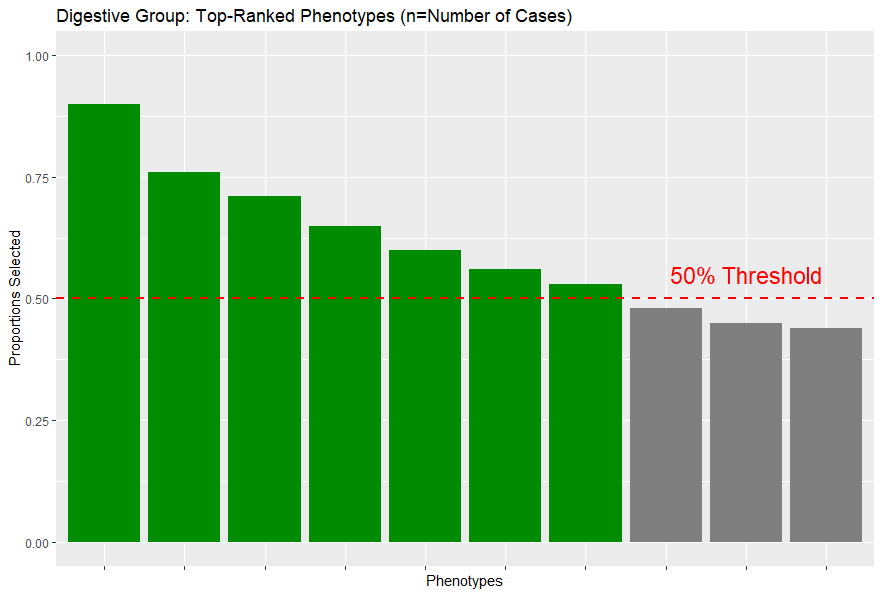 Digestive Group: Top-Ranked Phenotypes (n=Number of Cases)
1.00
0.75
50% Threshold
0.50
0.25
0.00
Proportions Selected
Phenotypes